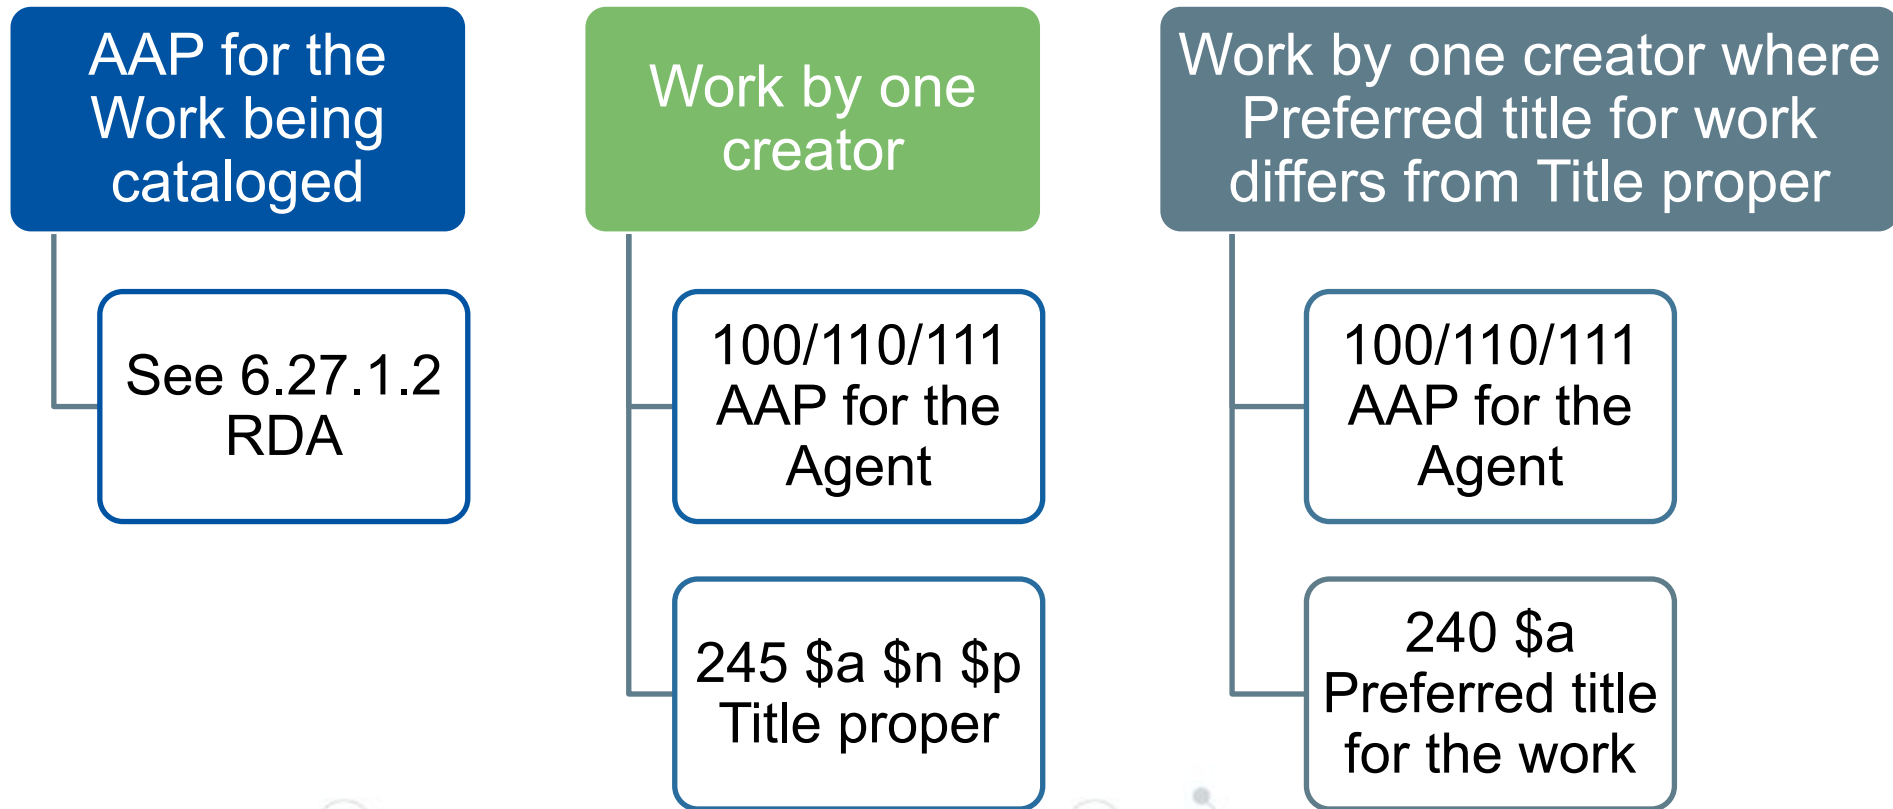 AAP for the
Work being
cataloged
See 6.27.1.2
RDA
Work by one
creator
100/110/111
AAP for the
Agent
245 $a $n $p
Title proper
Work by one creator where
Preferred title for work
differs from Title proper
100/110/111
AAP for the
Agent
240 $a
Preferred title
for the work